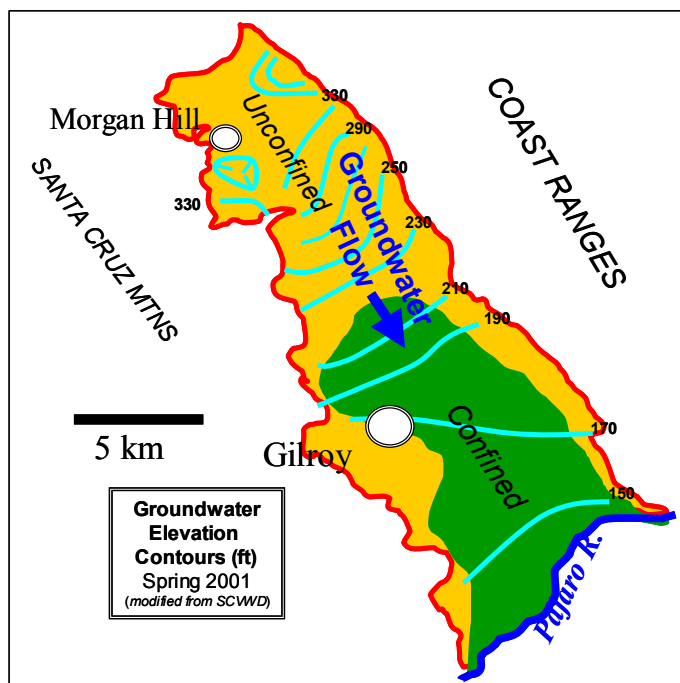 COAST RANGES
Morgan Hill
Unconfined
330
290
250
230
210
190
170
150
330
SANTA CRUZ MTNS
Groundwater
Flow
5 km
Gilroy
Confined
Pajaro R.
Groundwater
Elevation
Contours (ft)
Spring 2001
(modified from SCVWD)